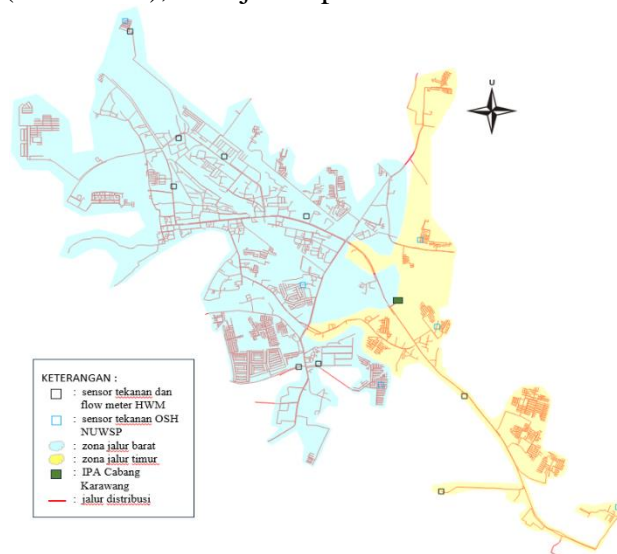 U
KETERANGAN :
: sensor tekanan dan
flow meter HWM
: sensor tekanan OSH
NUWSP
: zona jalur barat
: zona jalur timur
: IPA Cabang
Karawang
: jalur distribusi